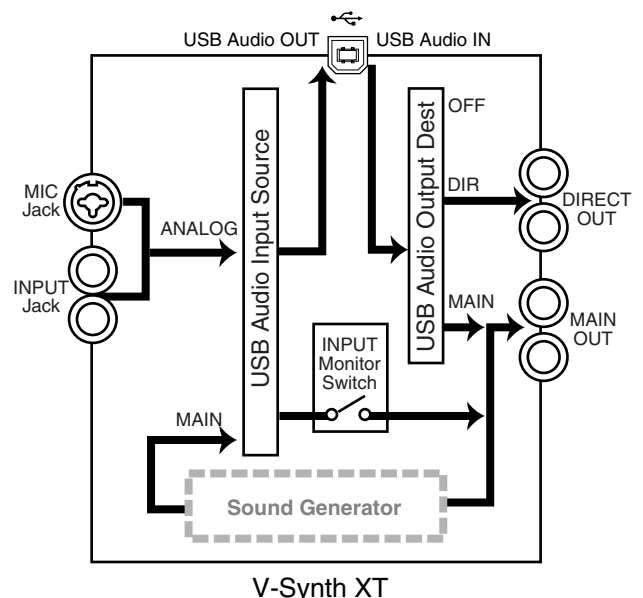 USB Audio OUT
USB Audio IN
OFF
USB Audio Input Source
USB Audio Output Dest
MIC
Jack
DIR
DIRECT
OUT
ANALOG
INPUT
Jack
MAIN
MAIN
OUT
INPUT
Monitor
Switch
MAIN
Sound Generator
V-Synth XT